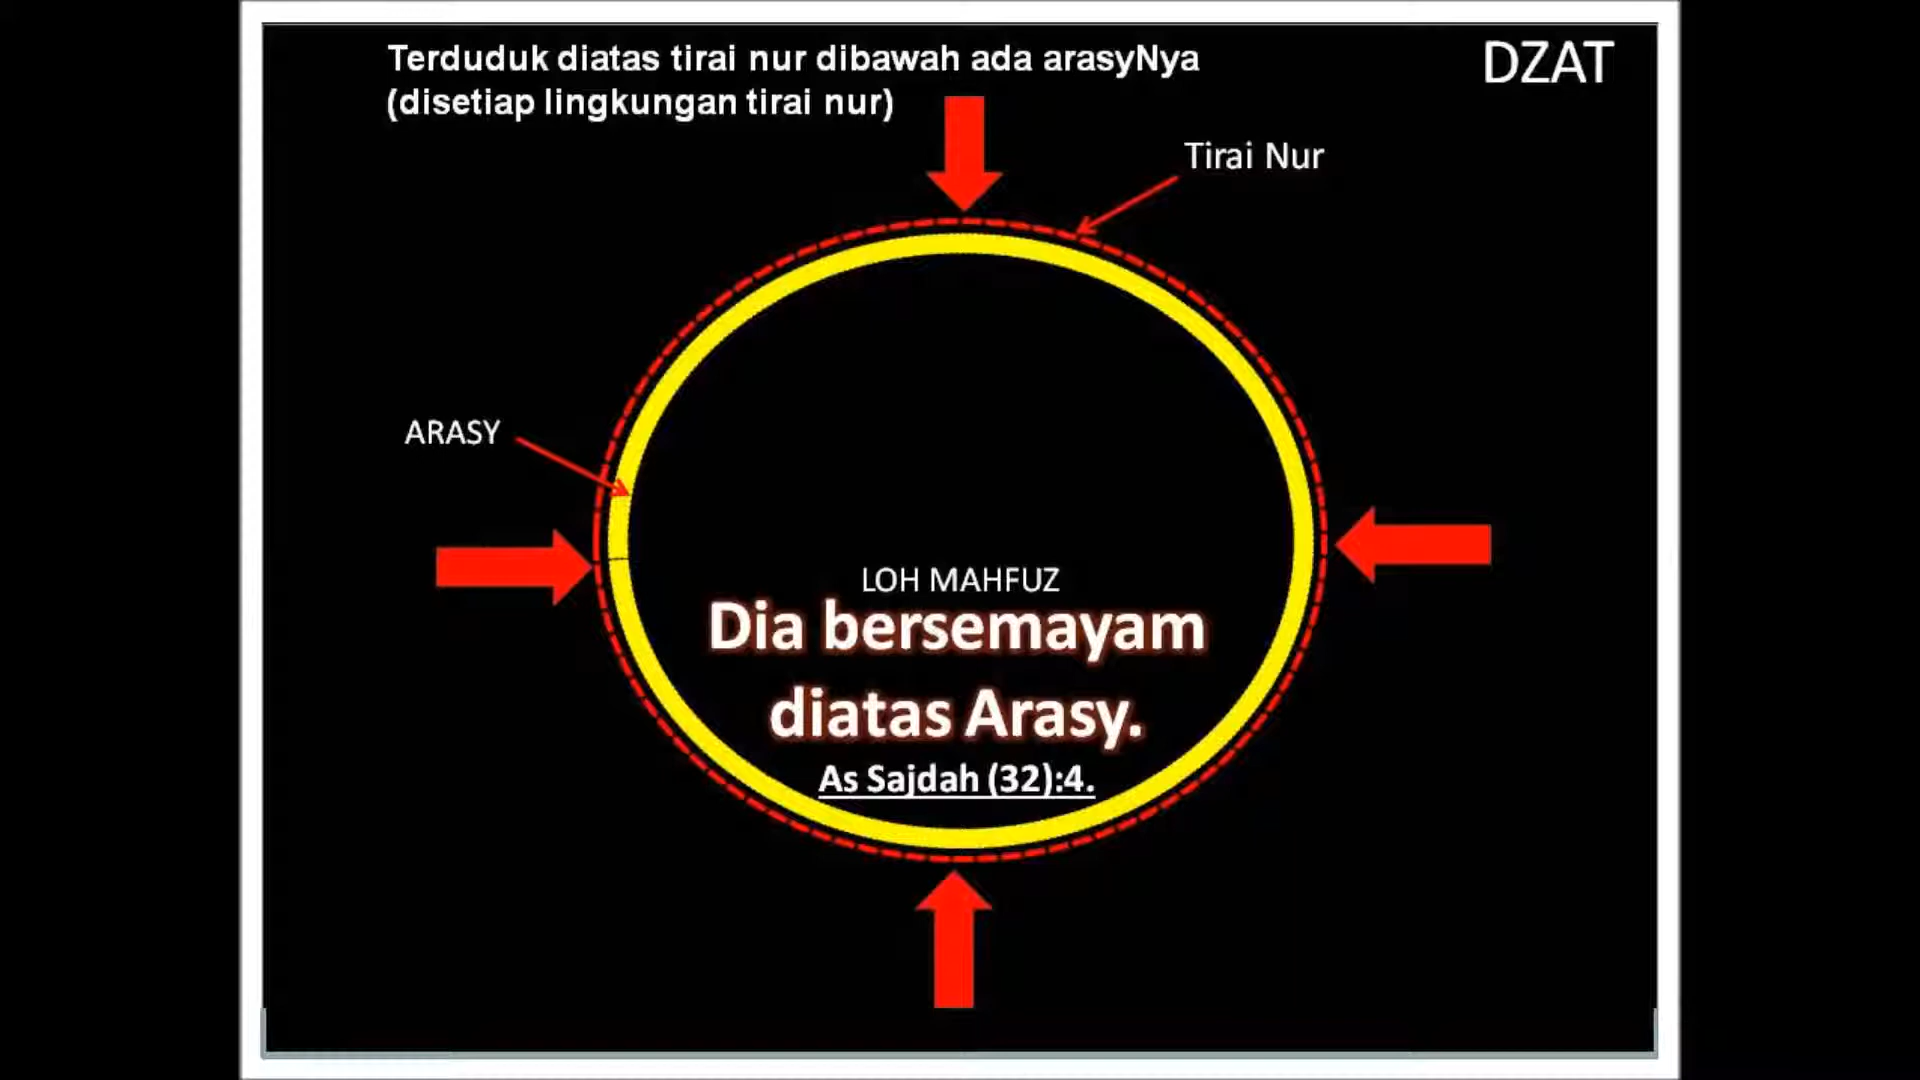 Terduduk diatas tirai nur dibawah ada arasyNya
(disetiap lingkungan tirai nur)
DZAT
Tirai Nur
ARASY
LOH MAHFUZ
Dia bersemayam
diatas Arasy.
As Sajdah (32):4.